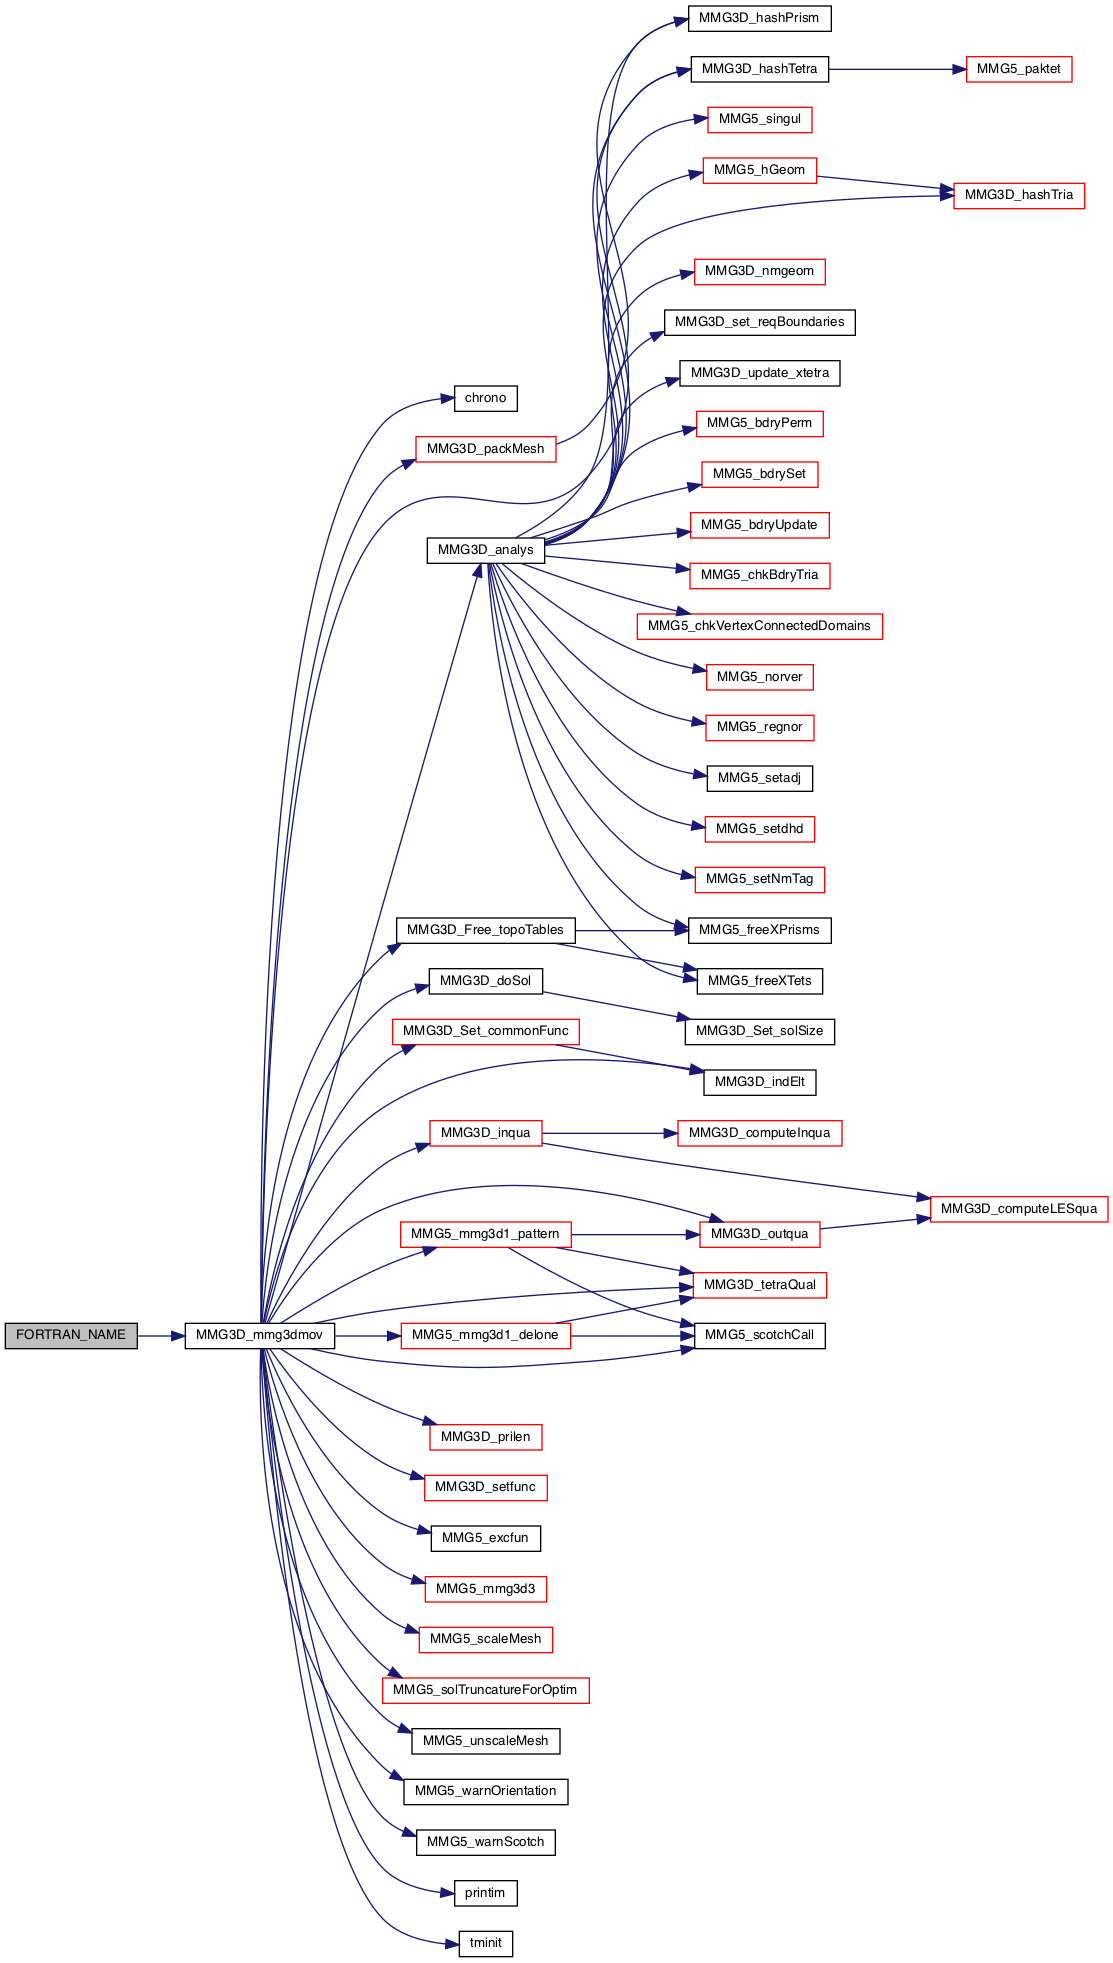 MMG3D_hashPrism
MMG3D_hashTetra
MMG5_paktet
MMG5_singul
MMG5_hGeom
MMG3D_hashTria
MMG3D_nmgeom
MMG3D_set_reqBoundaries
MMG3D_update_xtetra
chrono
MMG5_bdryPerm
MMG3D_packMesh
MMG5_bdrySet
MMG5_bdryUpdate
MMG3D_analys
MMG5_chkBdryTria
MMG5_chkVertexConnectedDomains
MMG5_norver
MMG5_regnor
MMG5_setadj
MMG5_setdhd
MMG5_setNmTag
MMG3D_Free_topoTables
MMG5_freeXPrisms
MMG3D_doSol
MMG5_freeXTets
MMG3D_Set_commonFunc
MMG3D_Set_solSize
MMG3D_indElt
MMG3D_inqua
MMG3D_computeInqua
MMG3D_computeLESqua
MMG5_mmg3d1_pattern
MMG3D_outqua
MMG3D_tetraQual
FORTRAN_NAME
MMG3D_mmg3dmov
MMG5_mmg3d1_delone
MMG5_scotchCall
MMG3D_prilen
MMG3D_setfunc
MMG5_excfun
MMG5_mmg3d3
MMG5_scaleMesh
MMG5_solTruncatureForOptim
MMG5_unscaleMesh
MMG5_warnOrientation
MMG5_warnScotch
printim
tminit